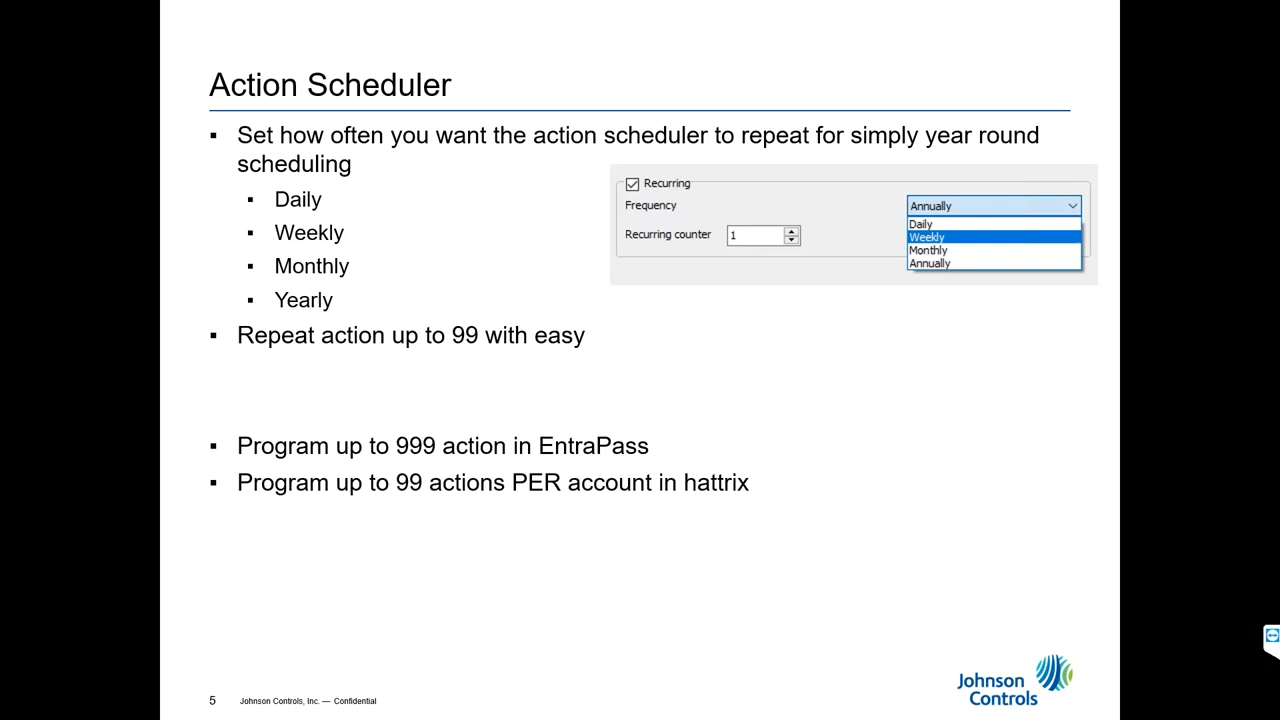 Action Scheduler
▪ Set how often you want the action scheduler to repeat for simply year round
scheduling
▪ Daily
▪ Weekly
▪ Monthly
▪ Yearly
Recurring
Frequency
Annually
Daily
Weekly
Monthly
Annually
Recurring counter 1
▪ Repeat action up to 99 with easy
▪ Program up to 999 action in EntraPass
▪ Program up to 99 actions PER account in hattrix
5 Johnson Controls, Inc. — Confidential
Johnson
Controls